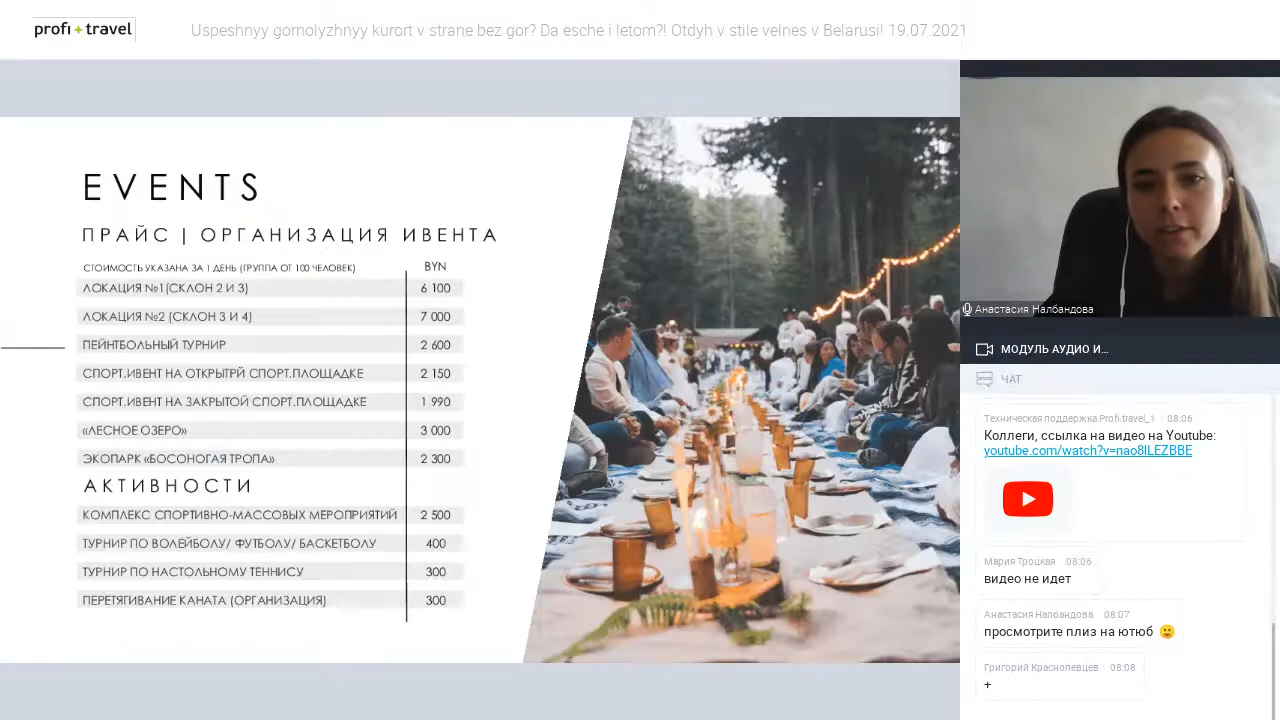 profi + travel
Uspeshnyy gornolyzhnyy kurort v strane bez gor? Da esche i letom?! Otdyh v stile velnes v Belarusi! 19.07.2021
EVENTS
ПРАЙС | ОРГАНИЗАЦИЯ ИВЕНТА
СТОИМОСТЬ УКАЗАНА ЗА 1 ДЕНЬ (ГРУППА ОТ 100 ЧЕЛОВЕК) BYN
ЛОКАЦИЯ №1(СКЛОН 2 И 3) 6 100
ЛОКАЦИЯ №2 (СКЛОН 3 И 4) 7 000
ПЕЙНТБОЛЬНЫЙ ТУРНИР 2 600
СПОРТ.ИВЕНТ НА ОТКРЫТРЙ СПОРТ.ПЛОЩАДКЕ 2 150
СПОРТ.ИВЕНТ НА ЗАКРЫТОЙ СПОРТ.ПЛОЩАДКЕ 1 990
«ЛЕСНОЕ ОЗЕРО» 3 000
ЭКОПАРК «БОСОНОГАЯ ТРОПА» 2 300
АКТИВНОСТИ
КОМПЛЕКС СПОРТИВНО-МАССОВЫХ МЕРОПРИЯТИЙ 2 500
ТУРНИР ПО ВОЛЕЙБОЛУ/ ФУТБОЛУ/ БАСКЕТБОЛУ 400
ТУРНИР ПО НАСТОЛЬНОМУ ТЕННИСУ 300
ПЕРЕТЯГИВАНИЕ КАНАТА (ОРГАНИЗАЦИЯ) 300
Анастасия Налбандова
МОДУЛЬ АУДИО И...
ЧАТ
Техническая поддержка Profi.travel_1 08:06
Коллеги, ссылка на видео на Youtube:
youtube.com/watch?v=nao8lLEZBBE
Мария Троцкая 08:06
видео не идет
Анастасия Налбандова 08:07
просмотрите плиз на ютюб 🙂
Григорий Краснопевцев 08:08
+